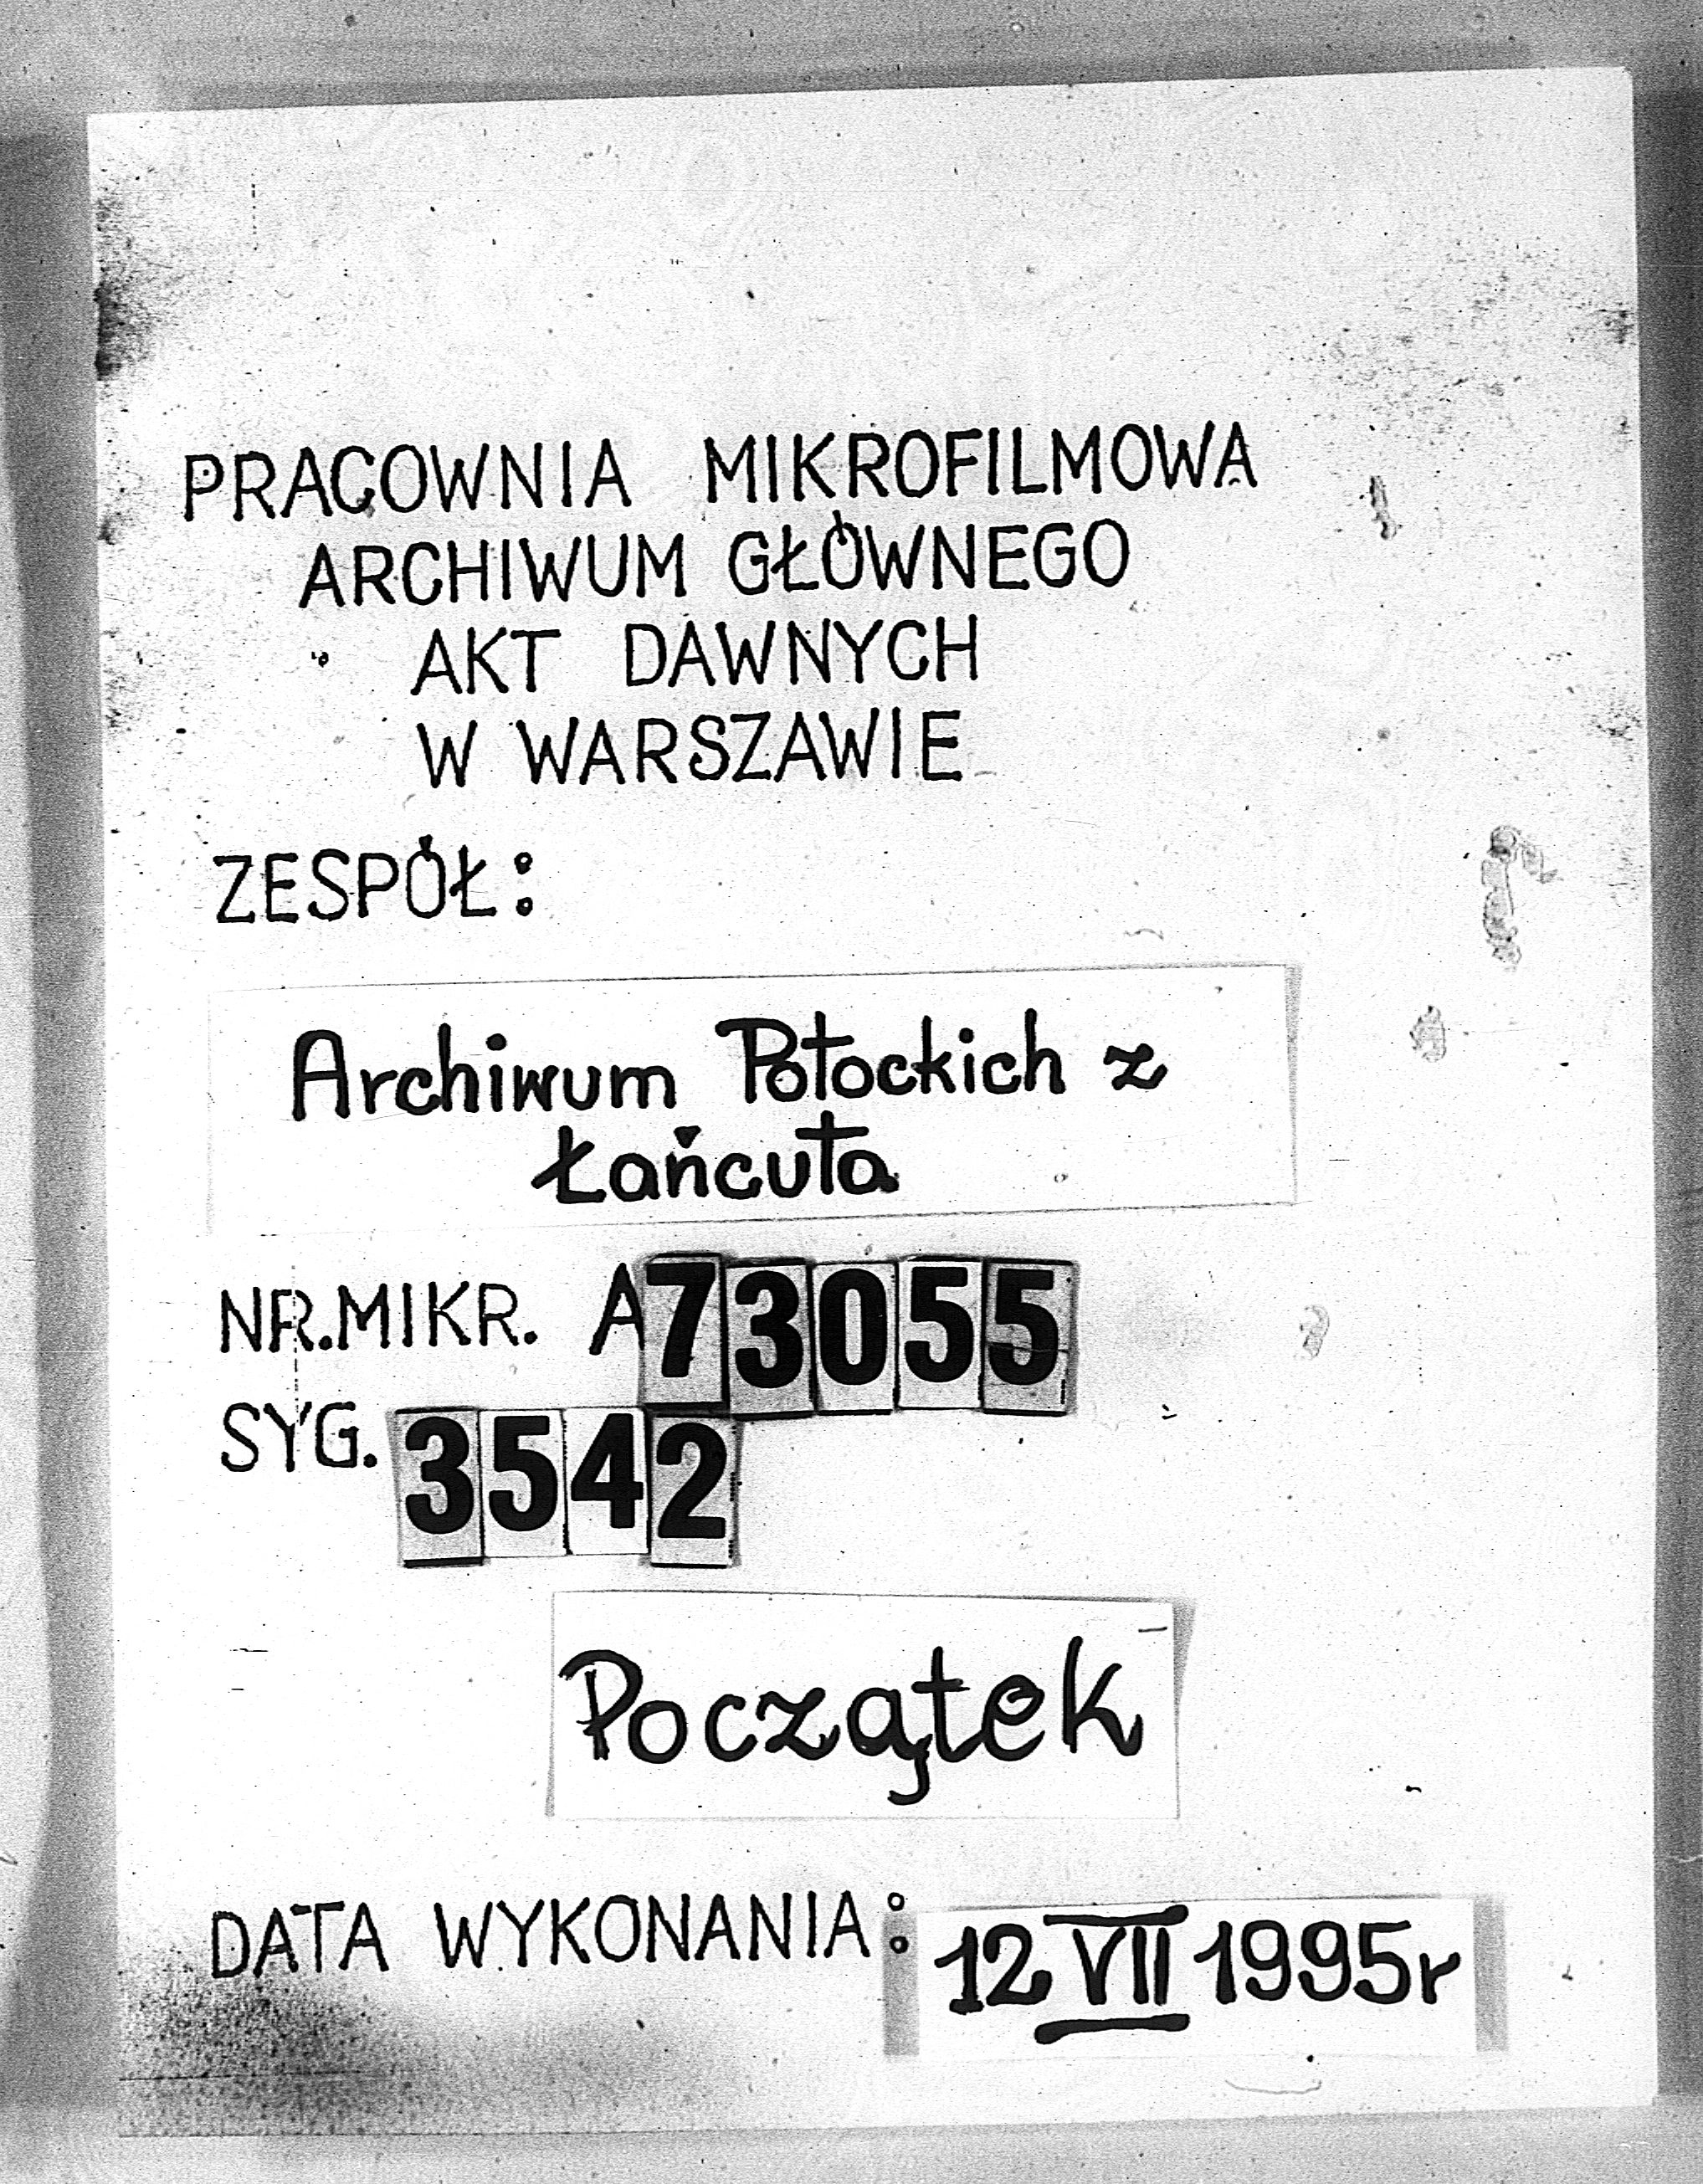 PRACOWNIA MIKROFILMOWA
ARCHIWUM GŁÓWNEGO
AKT DAWNYCH
W WARSZAWIE
ZESPÓŁ:
Archiwum Potockich z
Łańcuta
NR.MIKR. A73055
SYG. 3542
Początek
DATA WYKONANIA: 12 VII 1995r